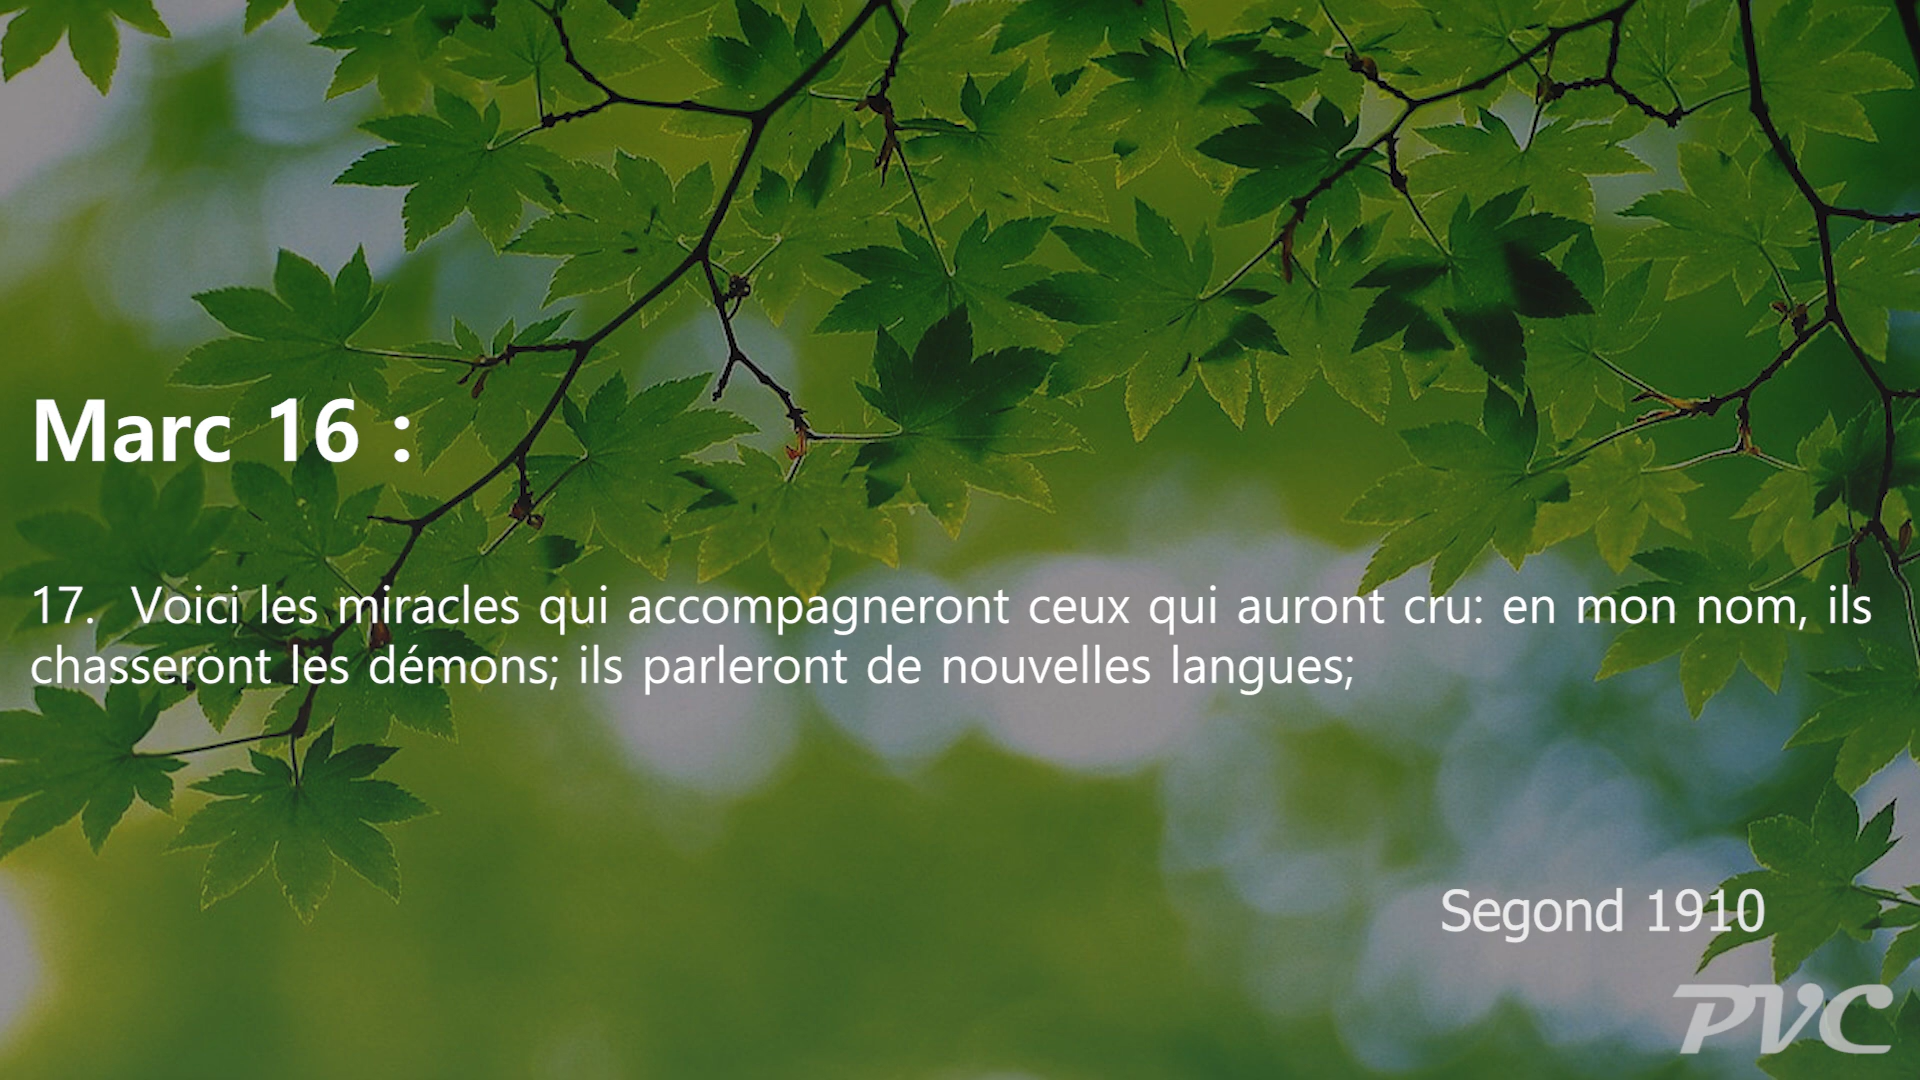 Marc 16 :
17. Voici les miracles qui accompagneront ceux qui auront cru: en mon nom, ils
chasseront les démons; ils parleront de nouvelles langues;
Segond 1910
PVC